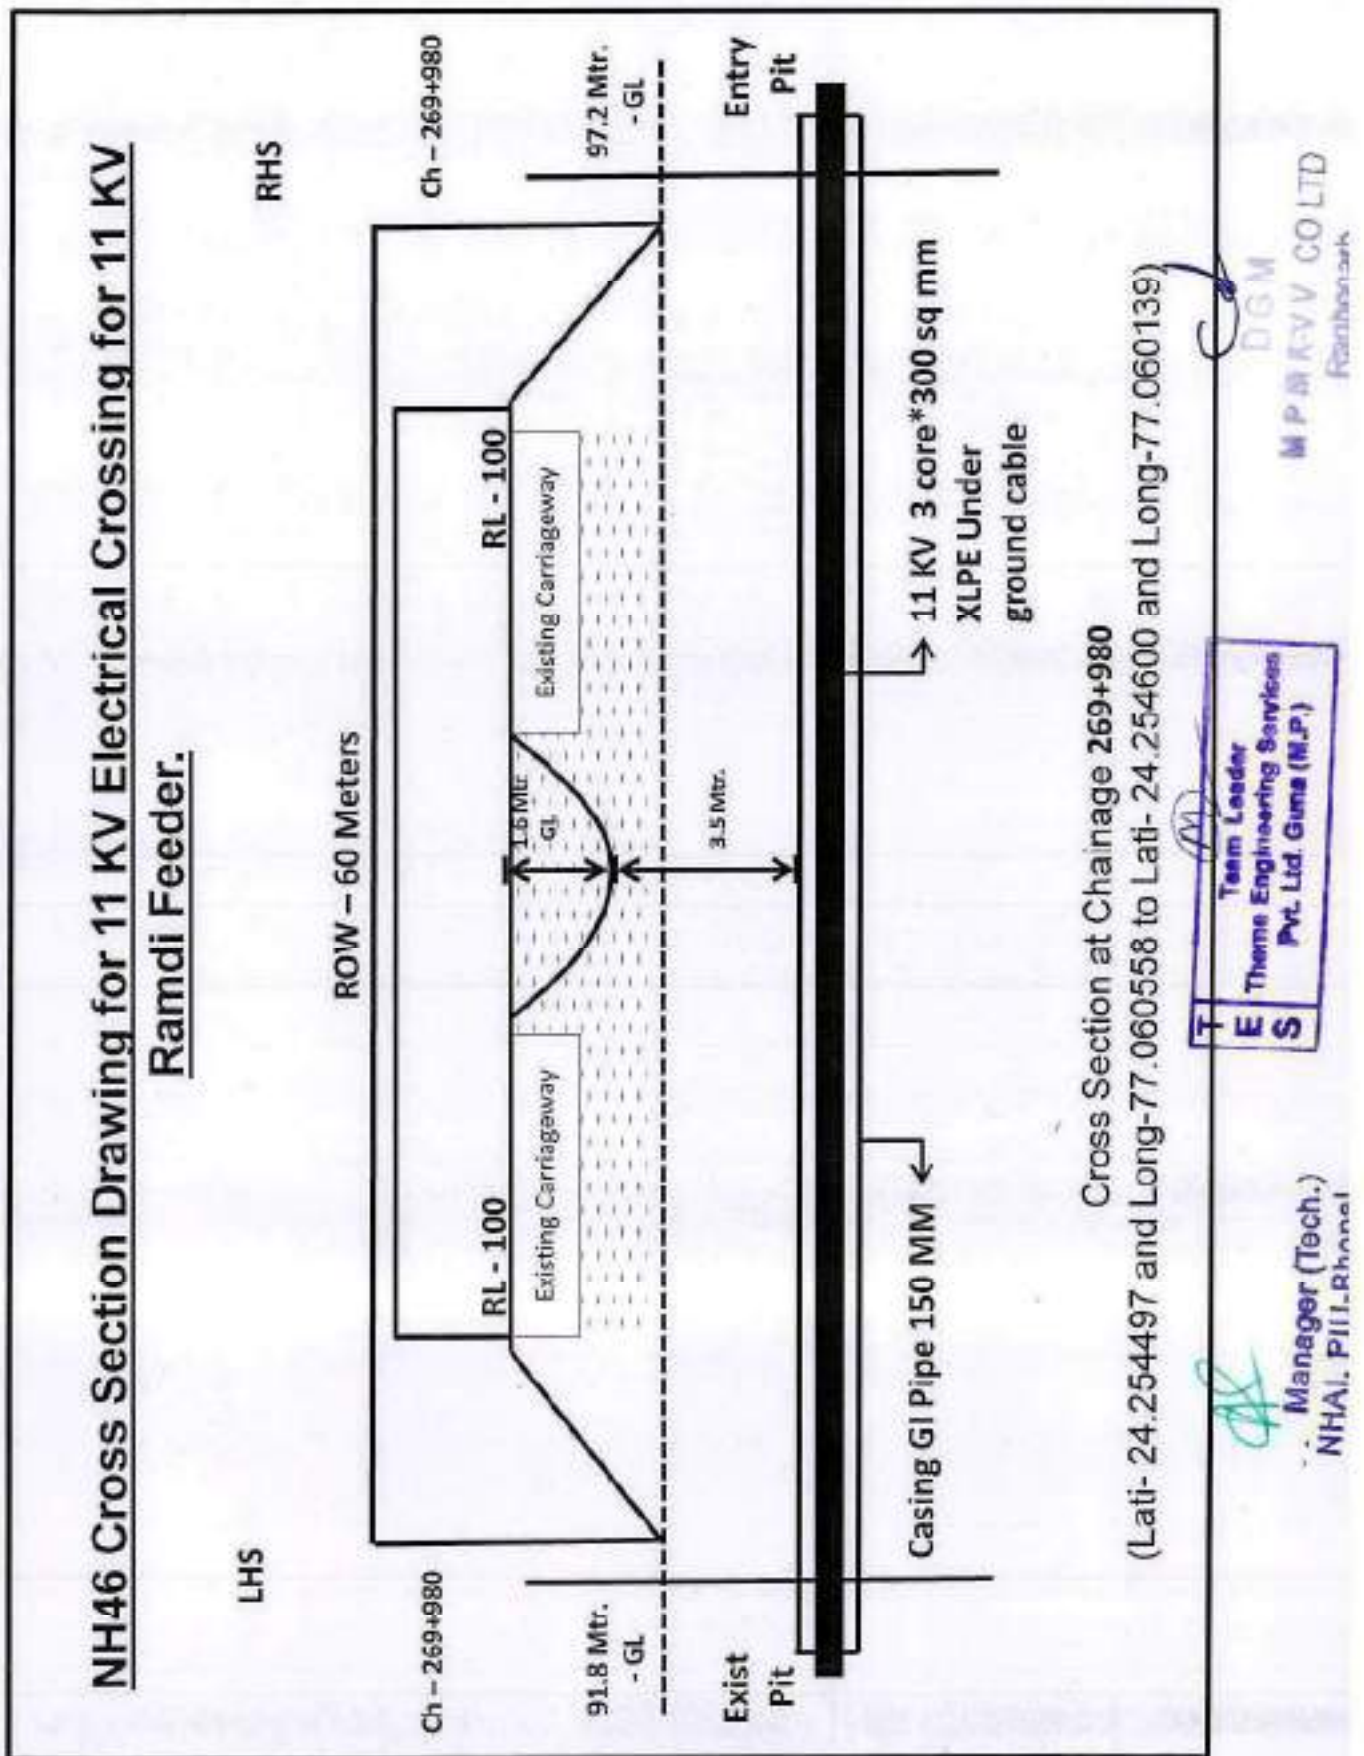 NH46 Cross Section Drawing for 11 KV Electrical Crossing for 11 KV
Ramdi Feeder.
LHS
RHS
ROW – 60 Meters
Ch – 269+980
Ch – 269+980
RL - 100
RL - 100
1.6 Mtr
GL
Existing Carriageway
Existing Carriageway
91.8 Mtr.
- GL
97.2 Mtr.
- GL
3.5 Mtr.
Exist
Pit
Entry
Pit
Casing GI Pipe 150 MM
11 KV 3 core*300 sq mm
XLPE Under
ground cable
Cross Section at Chainage 269+980
(Lati- 24.254497 and Long-77.060558 to Lati- 24.254600 and Long-77.060139)
T
E
S
Team Leader
Theme Engineering Services
Pvt. Ltd. Guna (M.P.)
DGM
CO LTD
Manager (Tech.)
NHAI.